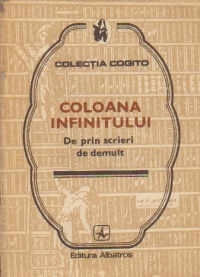 COLECȚIA COGITO
COLOANA
INFINITULUI
De prin scrieri
de demult
Editura Albatros